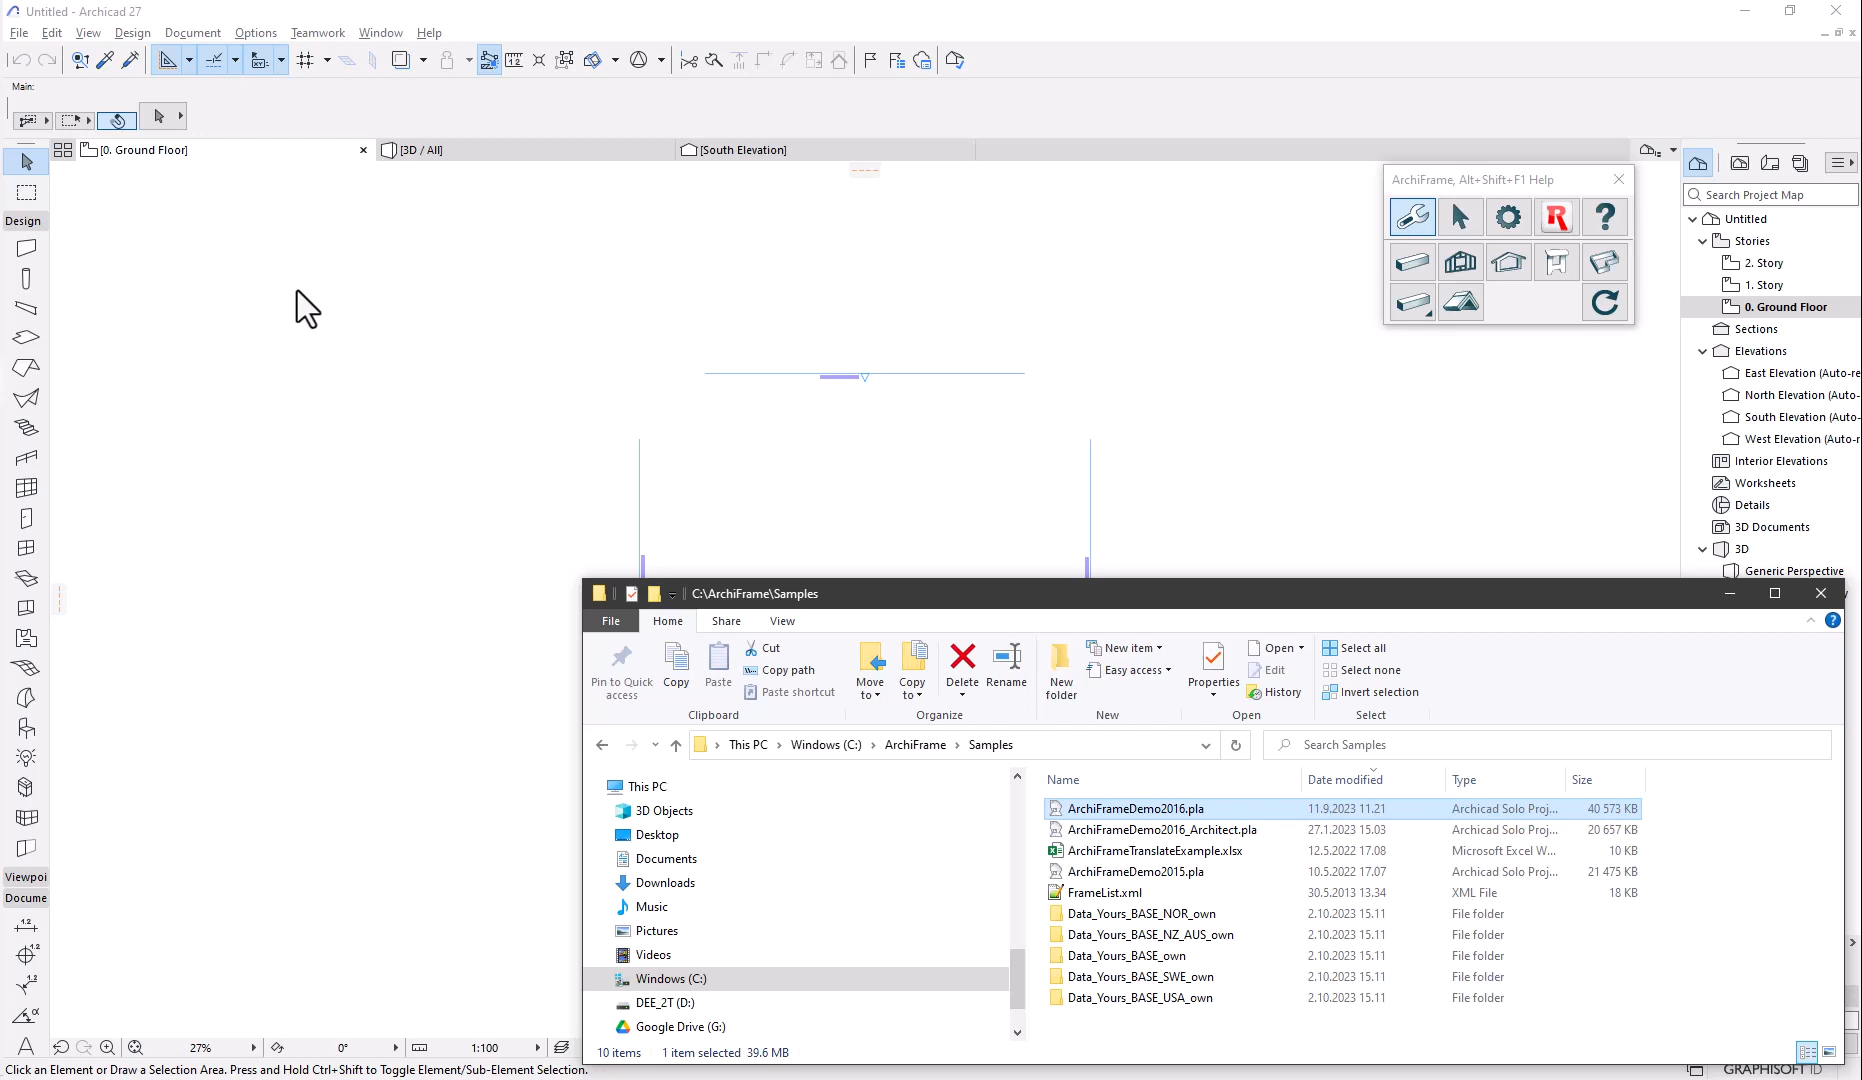 Untitled - Archicad 27
File Edit View Design Document Options Teamwork Window Help
Main:
[0. Ground Floor]
[3D / All]
[South Elevation]
Design
Viewpoi
Docume
ArchiFrame, Alt+Shift+F1 Help
Search Project Map
Untitled
Stories
2. Story
1. Story
0. Ground Floor
Sections
Elevations
East Elevation (Auto-re
North Elevation (Auto-
South Elevation (Auto-
West Elevation (Auto-r
Interior Elevations
Worksheets
Details
3D Documents
3D
Generic Perspective
C:\ArchiFrame\Samples
File Home Share View
Pin to Quick access
Copy
Paste
Cut
Copy path
Paste shortcut
Clipboard
Move to
Copy to
Delete
Rename
Organize
New folder
New item
Easy access
New
Properties
Open
Edit
History
Open
Select all
Select none
Invert selection
Select
This PC > Windows (C:) > ArchiFrame > Samples
Search Samples
This PC
3D Objects
Desktop
Documents
Downloads
Music
Pictures
Videos
Windows (C:)
DEE_2T (D:)
Google Drive (G:)
Name Date modified Type Size
ArchiFrameDemo2016.pla 11.9.2023 11.21 Archicad Solo Proj... 40 573 KB
ArchiFrameDemo2016_Architect.pla 27.1.2023 15.03 Archicad Solo Proj... 20 657 KB
ArchiFrameTranslateExample.xlsx 12.5.2022 17.08 Microsoft Excel W... 10 KB
ArchiFrameDemo2015.pla 10.5.2022 17.07 Archicad Solo Proj... 21 475 KB
FrameList.xml 30.5.2013 13.34 XML File 18 KB
Data_Yours_BASE_NOR_own 2.10.2023 15.11 File folder
Data_Yours_BASE_NZ_AUS_own 2.10.2023 15.11 File folder
Data_Yours_BASE_own 2.10.2023 15.11 File folder
Data_Yours_BASE_SWE_own 2.10.2023 15.11 File folder
Data_Yours_BASE_USA_own 2.10.2023 15.11 File folder
10 items 1 item selected 39.6 MB
27% 0° 1:100
Click an Element or Draw a Selection Area. Press and Hold Ctrl+Shift to Toggle Element/Sub-Element Selection.
GRAPHISOFT ID